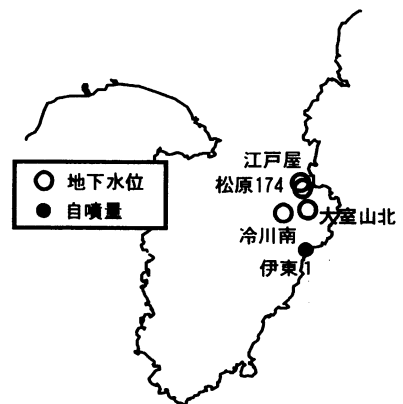 江戸屋
松原174
地下水位
自噴量
大室山北
冷川南
伊東1